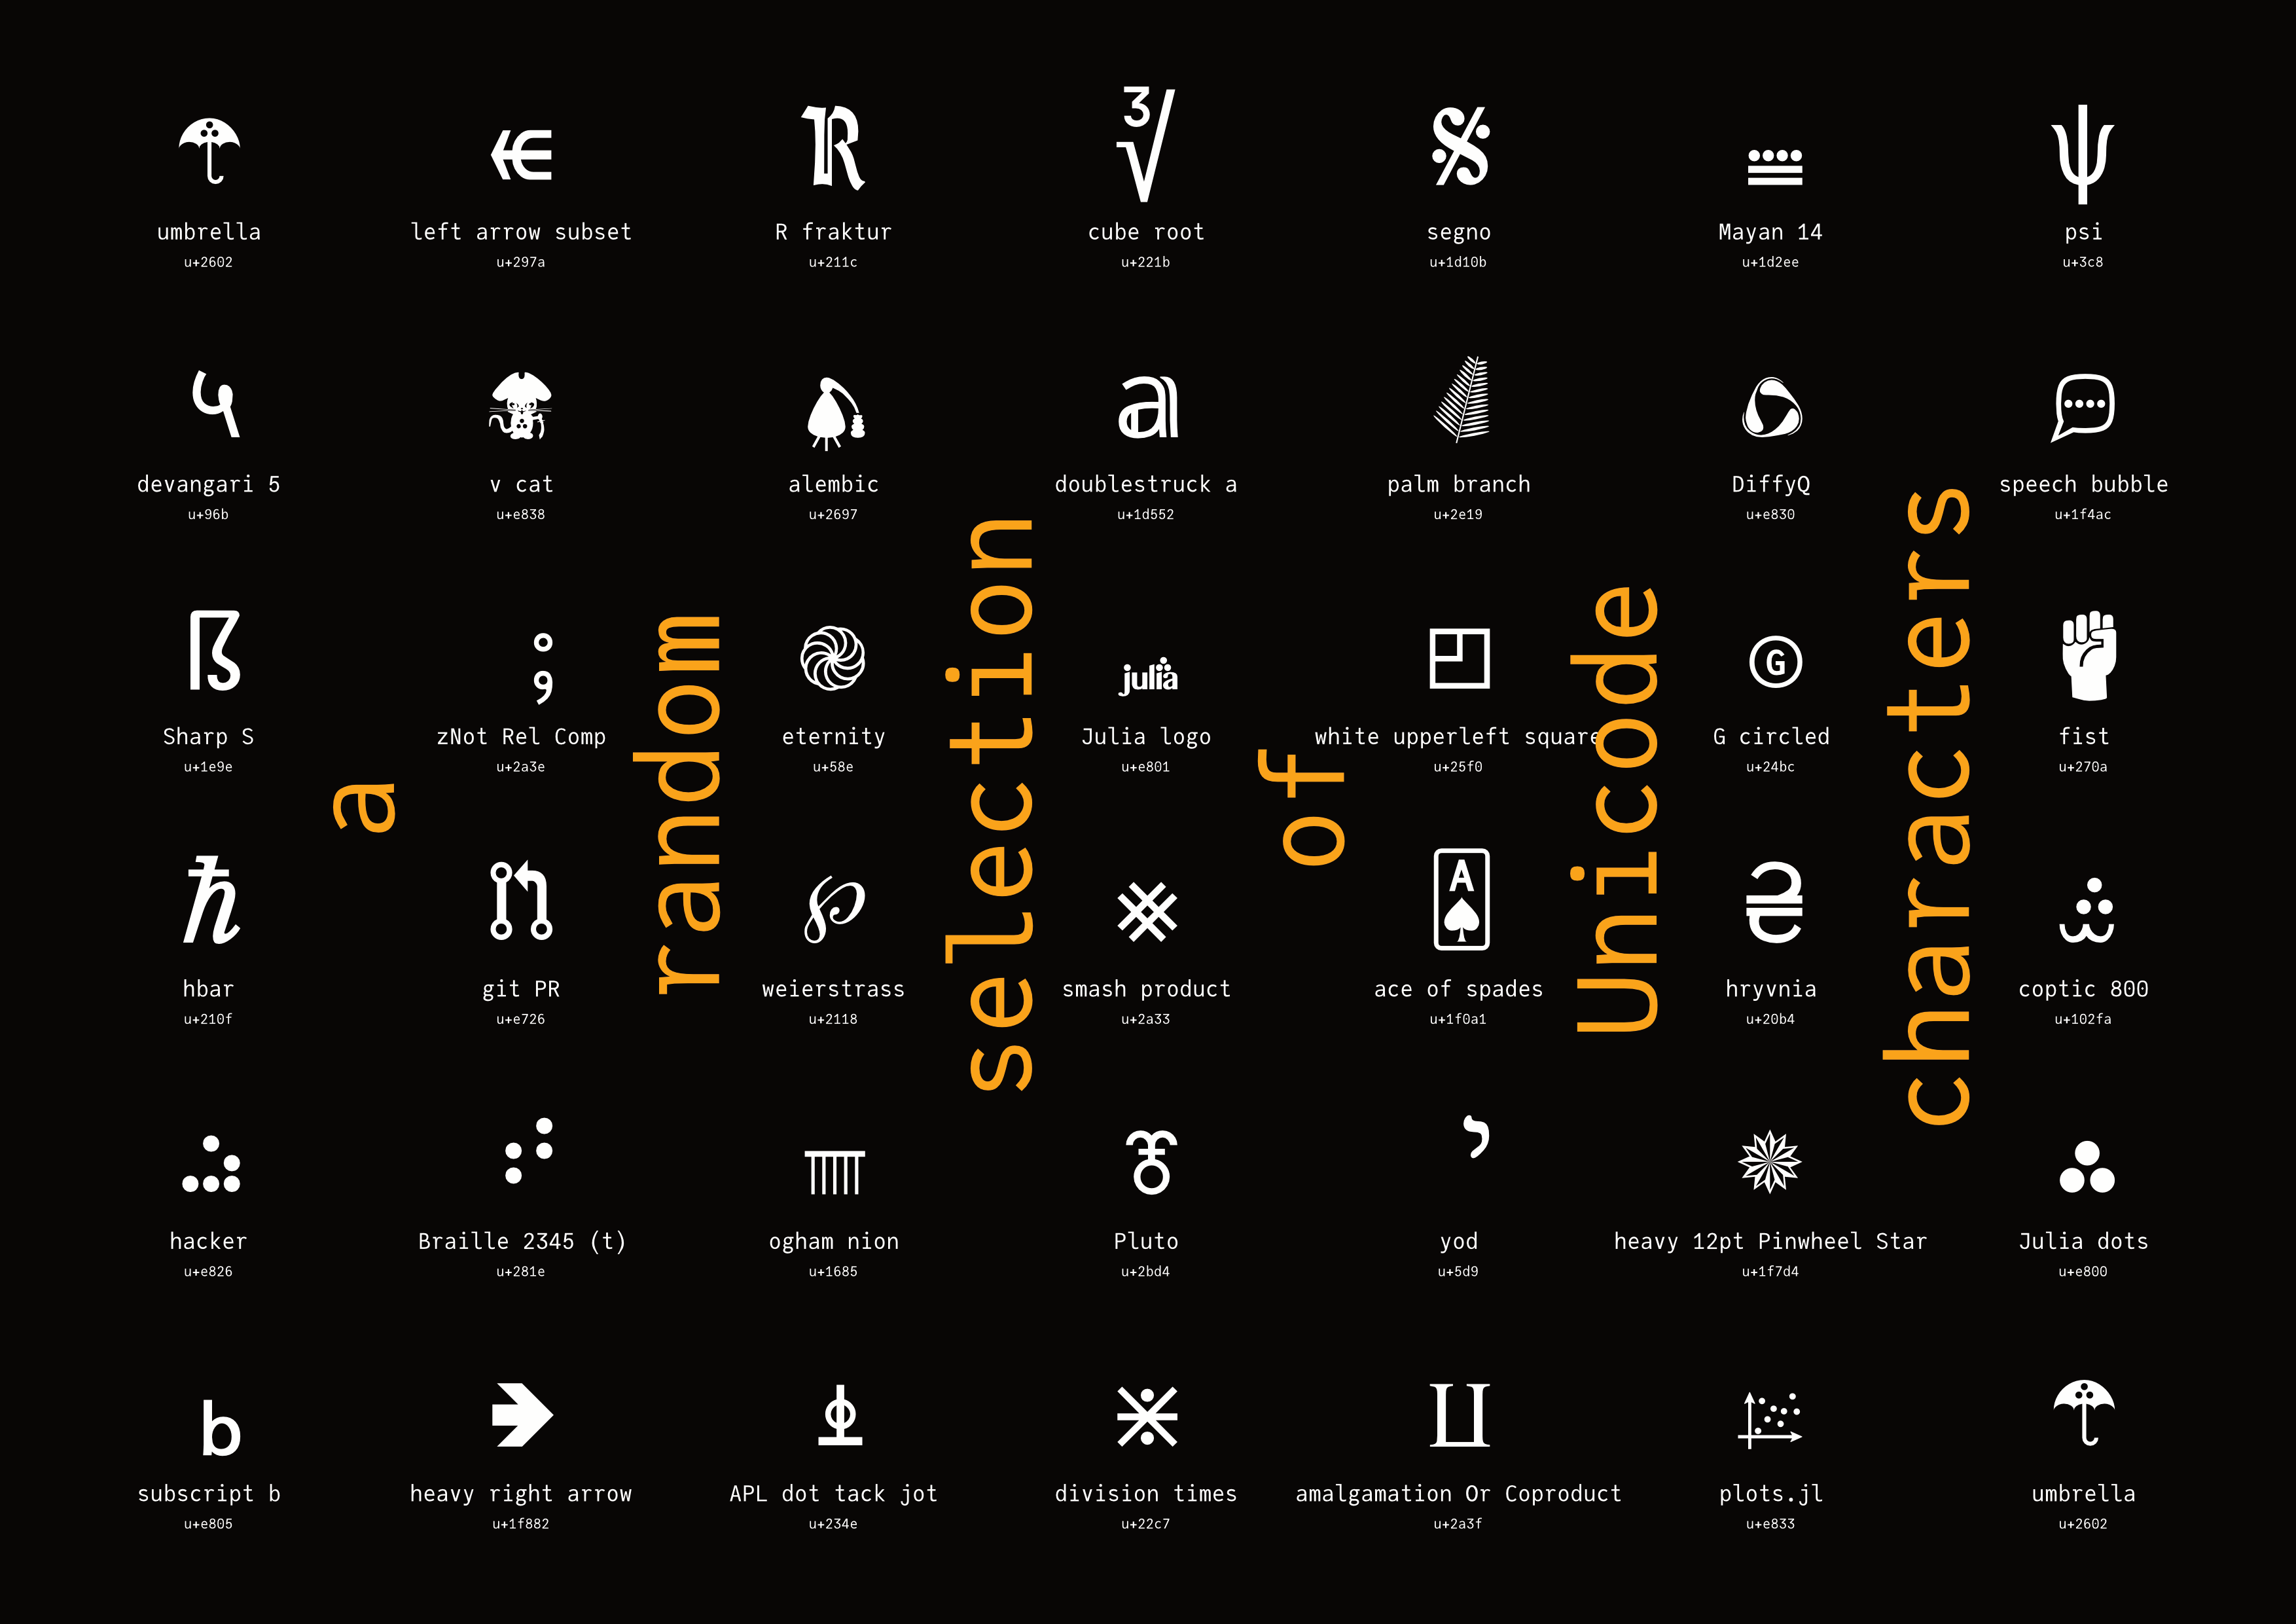 umbrella left arrow subset R fraktur cube root segno Mayan 14 psi
u+2602 u+297a u+211c u+221b u+1d10b u+1d2ee u+3c8
devangari 5 v cat alembic doublestruck a palm branch DiffyQ speech bubble
u+96b u+e838 u+2697 u+1d552 u+2e19 u+e830 u+1f4ac
julia G
Sharp S zNot Rel Comp eternity Julia logo white upperleft square G circled fist
u+1e9e u+2a3e u+58e u+e801 u+25f0 u+24bc u+270a
A
hbar git PR weierstrass smash product ace of spades hryvnia coptic 800
u+210f u+e726 u+2118 u+2a33 u+1f0a1 u+20b4 u+102fa
hacker Braille 2345 (t) ogham nion Pluto yod heavy 12pt Pinwheel Star Julia dots
u+e826 u+281e u+1685 u+2bd4 u+5d9 u+1f7d4 u+e800
b
subscript b heavy right arrow APL dot tack jot division times amalgamation Or Coproduct plots.jl umbrella
u+e805 u+1f882 u+234e u+22c7 u+2a3f u+e833 u+2602
a
random
selection
of
Unicode
characters